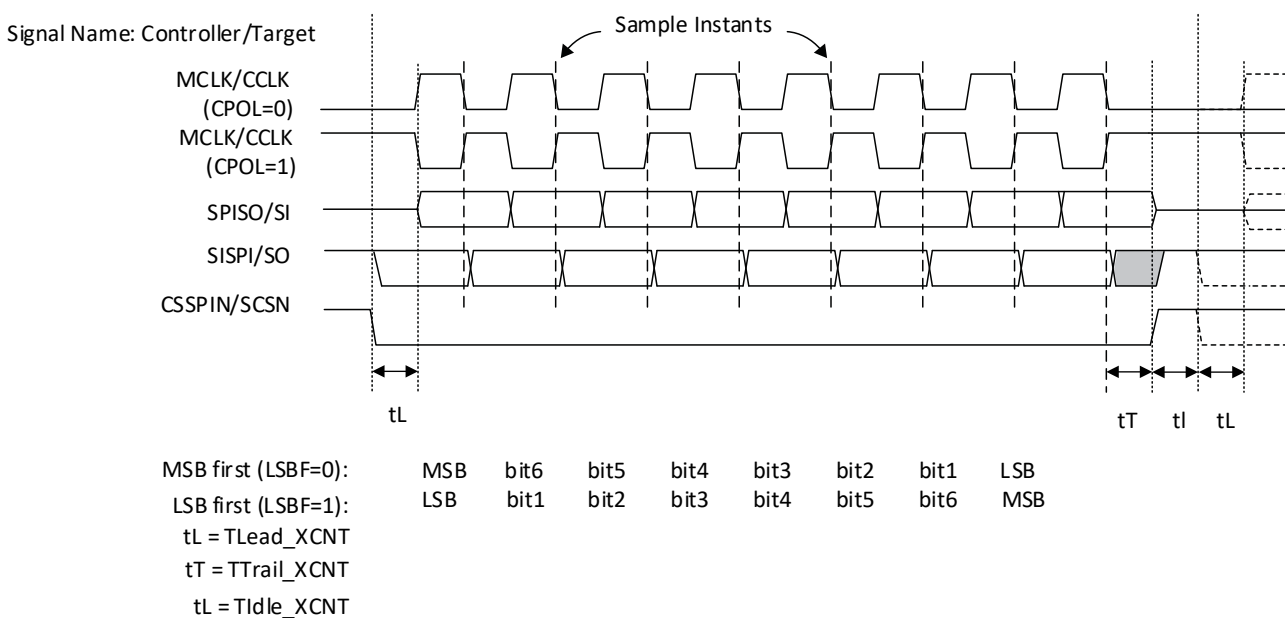 Signal Name: Controller/Target
Sample Instants
MCLK/CCLK
(CPOL=0)
MCLK/CCLK
(CPOL=1)
SPISO/SI
SISPI/SO
CSSPIN/SCSN
tL
tT tI tL
MSB first (LSBF=0): MSB bit6 bit5 bit4 bit3 bit2 bit1 LSB
LSB first (LSBF=1): LSB bit1 bit2 bit3 bit4 bit5 bit6 MSB
tL = TLead_XCNT
tT = TTrail_XCNT
tL = TIdle_XCNT